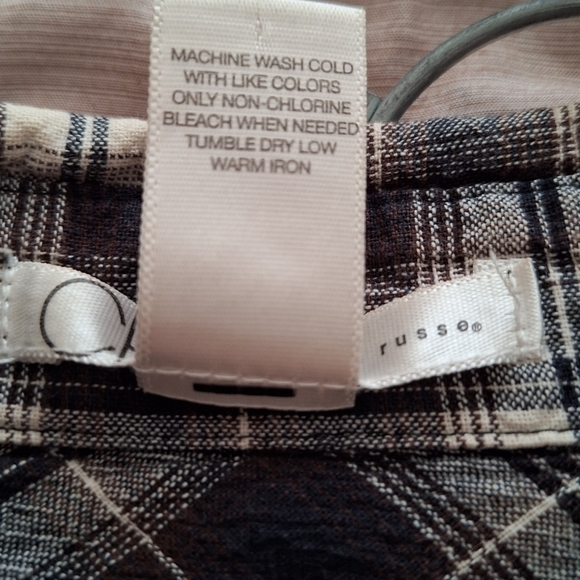 MACHINE WASH COLD
WITH LIKE COLORS
ONLY NON-CHLORINE
BLEACH WHEN NEEDED
TUMBLE DRY LOW
WARM IRON
russe®